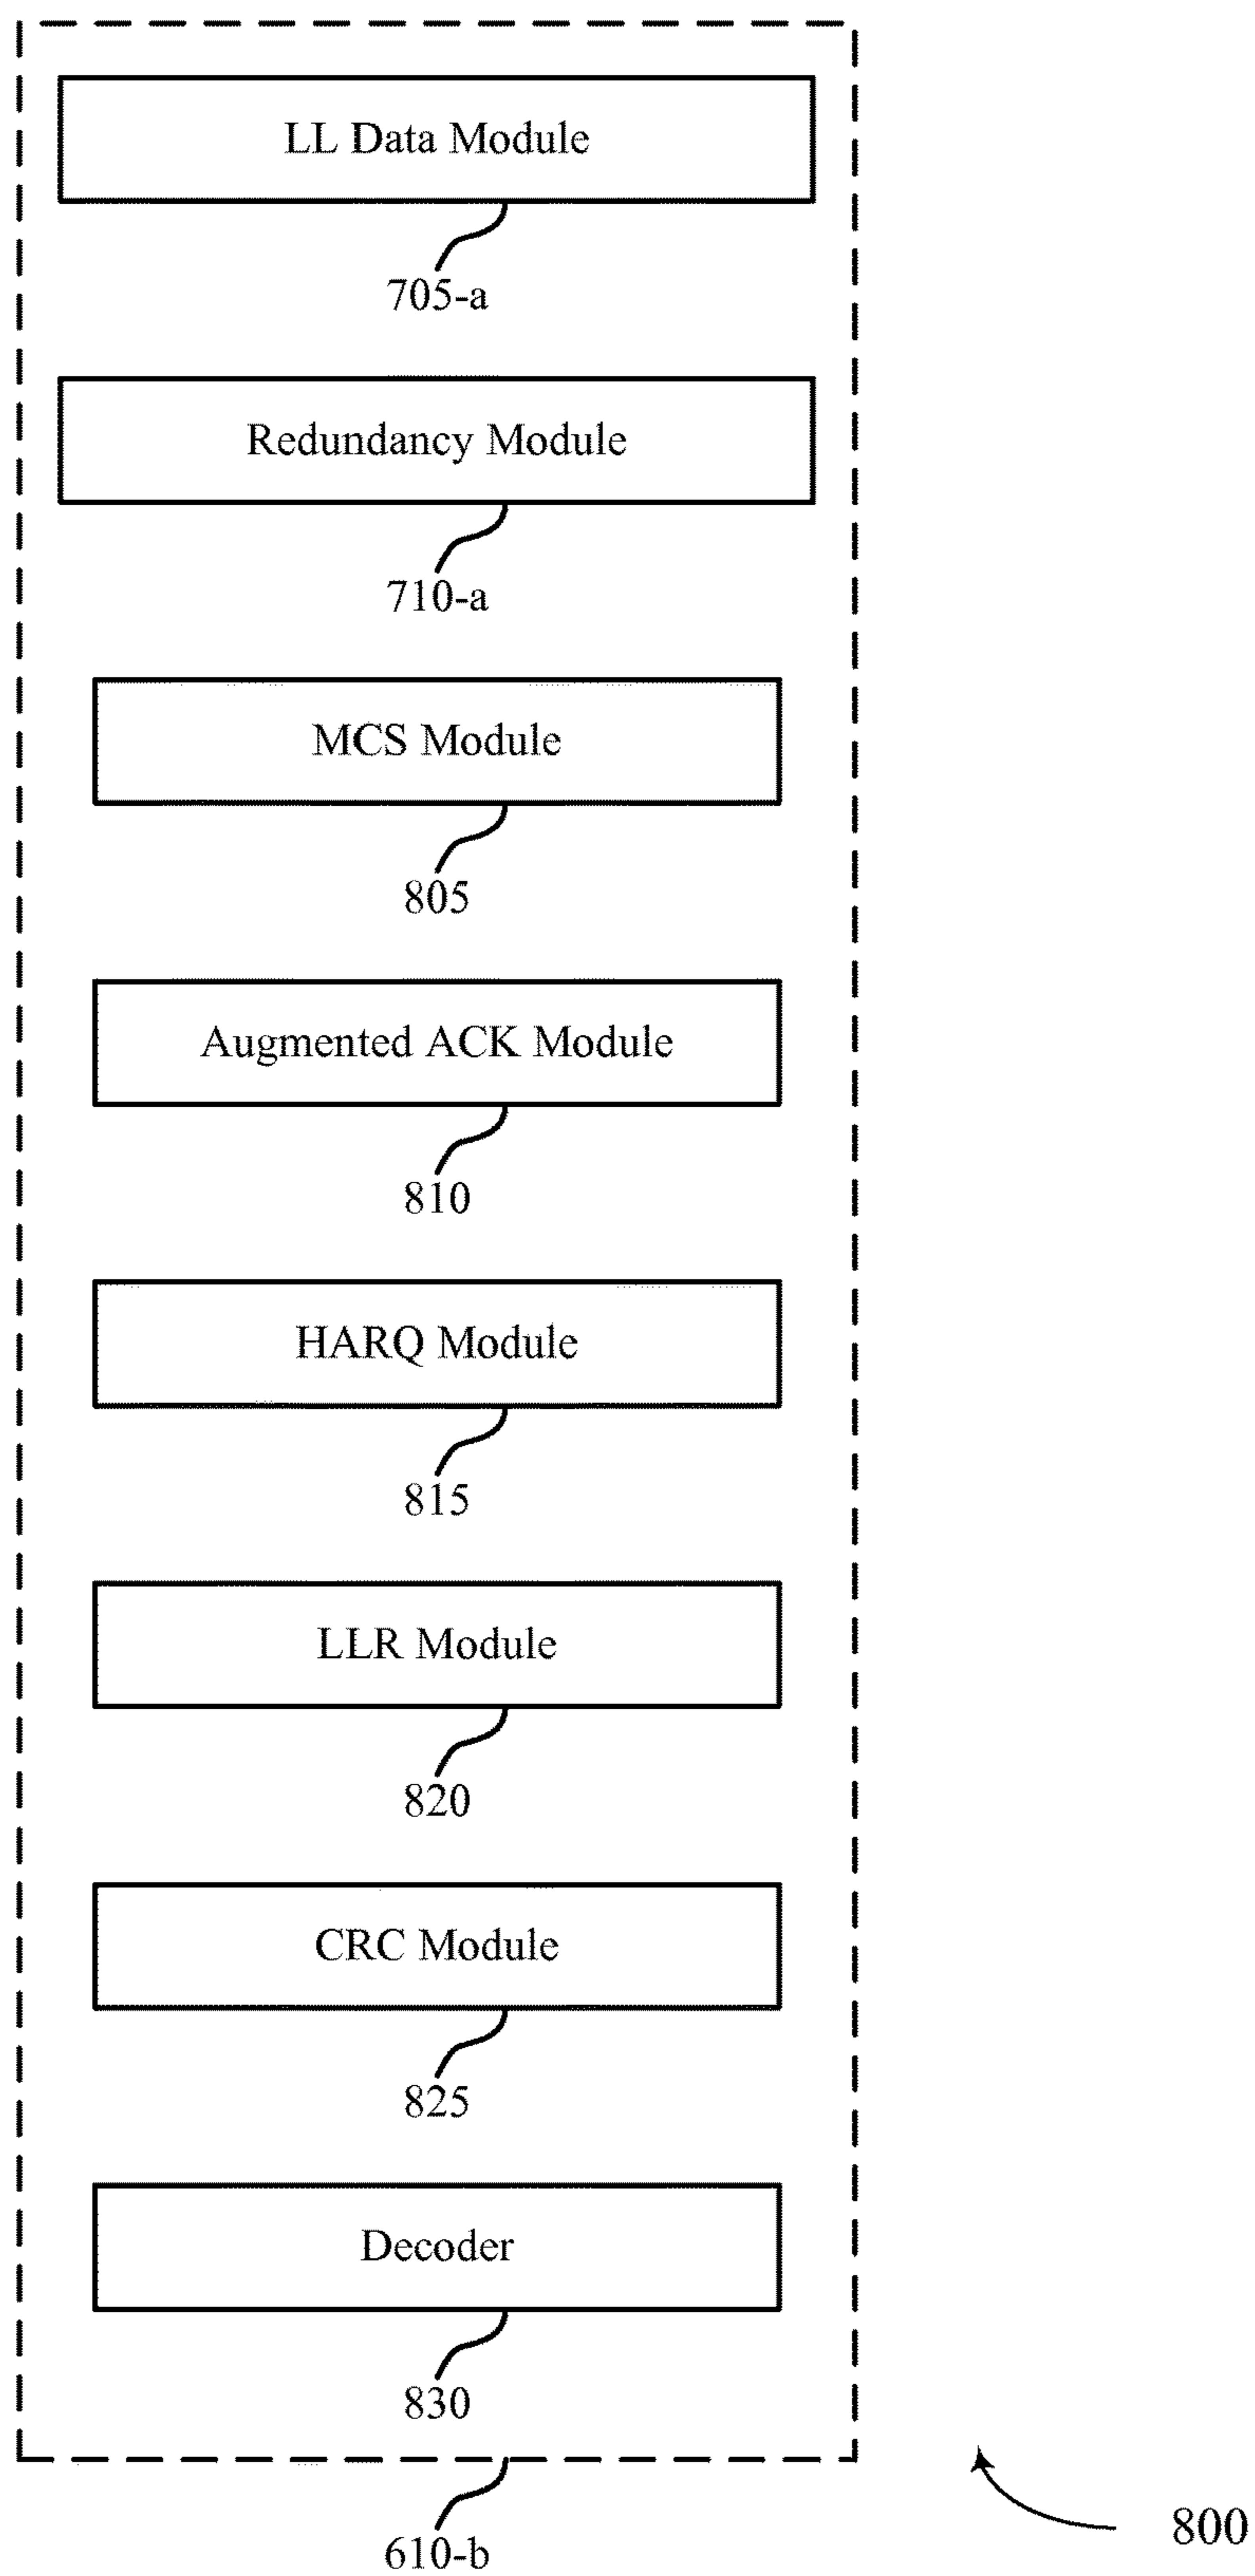 LL Data Module
705-a
Redundancy Module
710-a
MCS Module
805
Augmented ACK Module
810
HARQ Module
815
LLR Module
820
CRC Module
825
Decoder
830
610-b
800